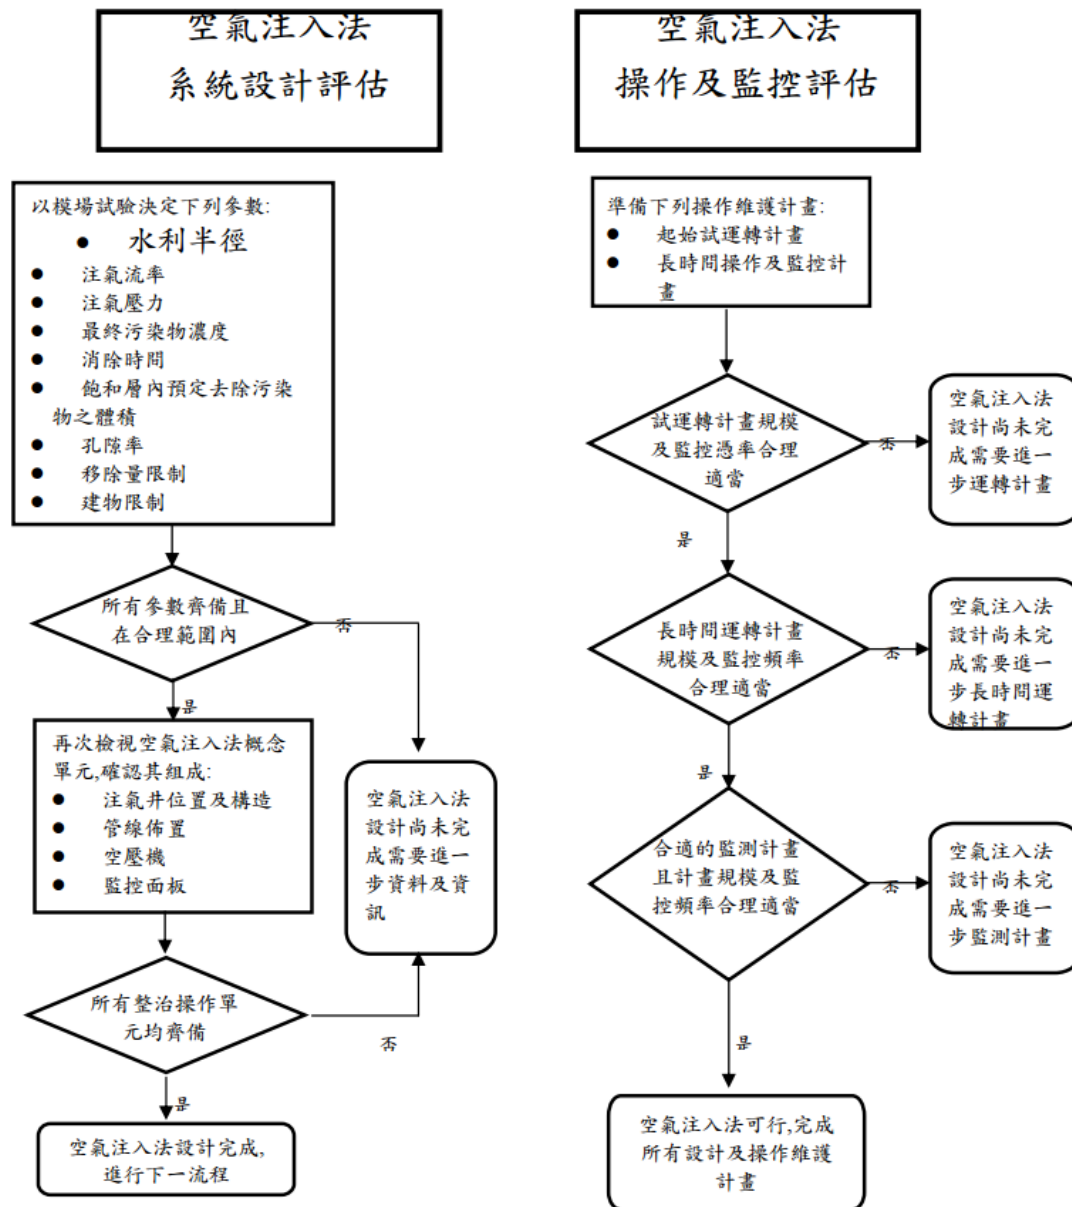 空氣注入法
系統設計評估
以模場試驗決定下列參數:
● 水利半徑
● 注氣流率
● 注氣壓力
● 最終污染物濃度
● 消除時間
● 飽和層內預定去除污染
物之體積
● 孔隙率
● 移除量限制
● 建物限制
所有參數齊備且
在合理範圍內
否
是
再次檢視空氣注入法概念
單元,確認其組成:
● 注氣井位置及構造
● 管線佈置
● 空壓機
● 監控面板
空氣注入法
設計尚未完
成需要進一
步資料及資
訊
所有整治操作單
元均齊備
否
是
空氣注入法設計完成,
進行下一流程
空氣注入法
操作及監控評估
準備下列操作維護計畫:
● 起始試運轉計畫
● 長時間操作及監控計
畫
試運轉計畫規模
及監控憑率合理
適當
否
空氣注入法
設計尚未完
成需要進一
步運轉計畫
是
長時間運轉計畫
規模及監控頻率
合理適當
否
空氣注入法
設計尚未完
成需要進一
步長時間運
轉計畫
是
合適的監測計畫
且計畫規模及監
控頻率合理適當
否
空氣注入法
設計尚未完
成需要進一
步監測計畫
是
空氣注入法可行,完成
所有設計及操作維護
計畫